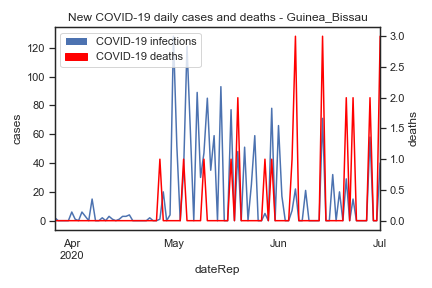 New COVID-19 daily cases and deaths - Guinea_Bissau
COVID-19 infections
COVID-19 deaths
120
100
80
60
40
20
0
cases
3.0
2.5
2.0
1.5
1.0
0.5
0.0
deaths
Apr
2020
May
Jun
Jul
dateRep